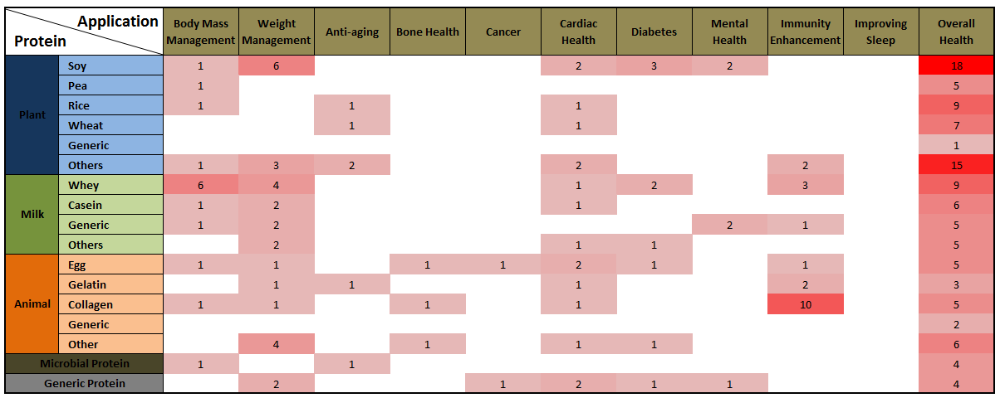 Application
Protein
Body Mass Management Weight Management Anti-aging Bone Health Cancer Cardiac Health Diabetes Mental Health Immunity Enhancement Improving Sleep Overall Health
Plant
Soy 1 6 2 3 2 18
Pea 1 5
Rice 1 1 1 9
Wheat 1 1 7
Generic 1
Others 1 3 2 2 2 15
Milk
Whey 6 4 1 2 3 9
Casein 1 2 1 6
Generic 1 2 2 1 5
Others 2 1 1 5
Animal
Egg 1 1 1 1 2 1 1 5
Gelatin 1 1 1 2 3
Collagen 1 1 1 1 10 5
Generic 2
Other 4 1 1 1 6
Microbial Protein 1 1 4
Generic Protein 2 1 2 1 1 4